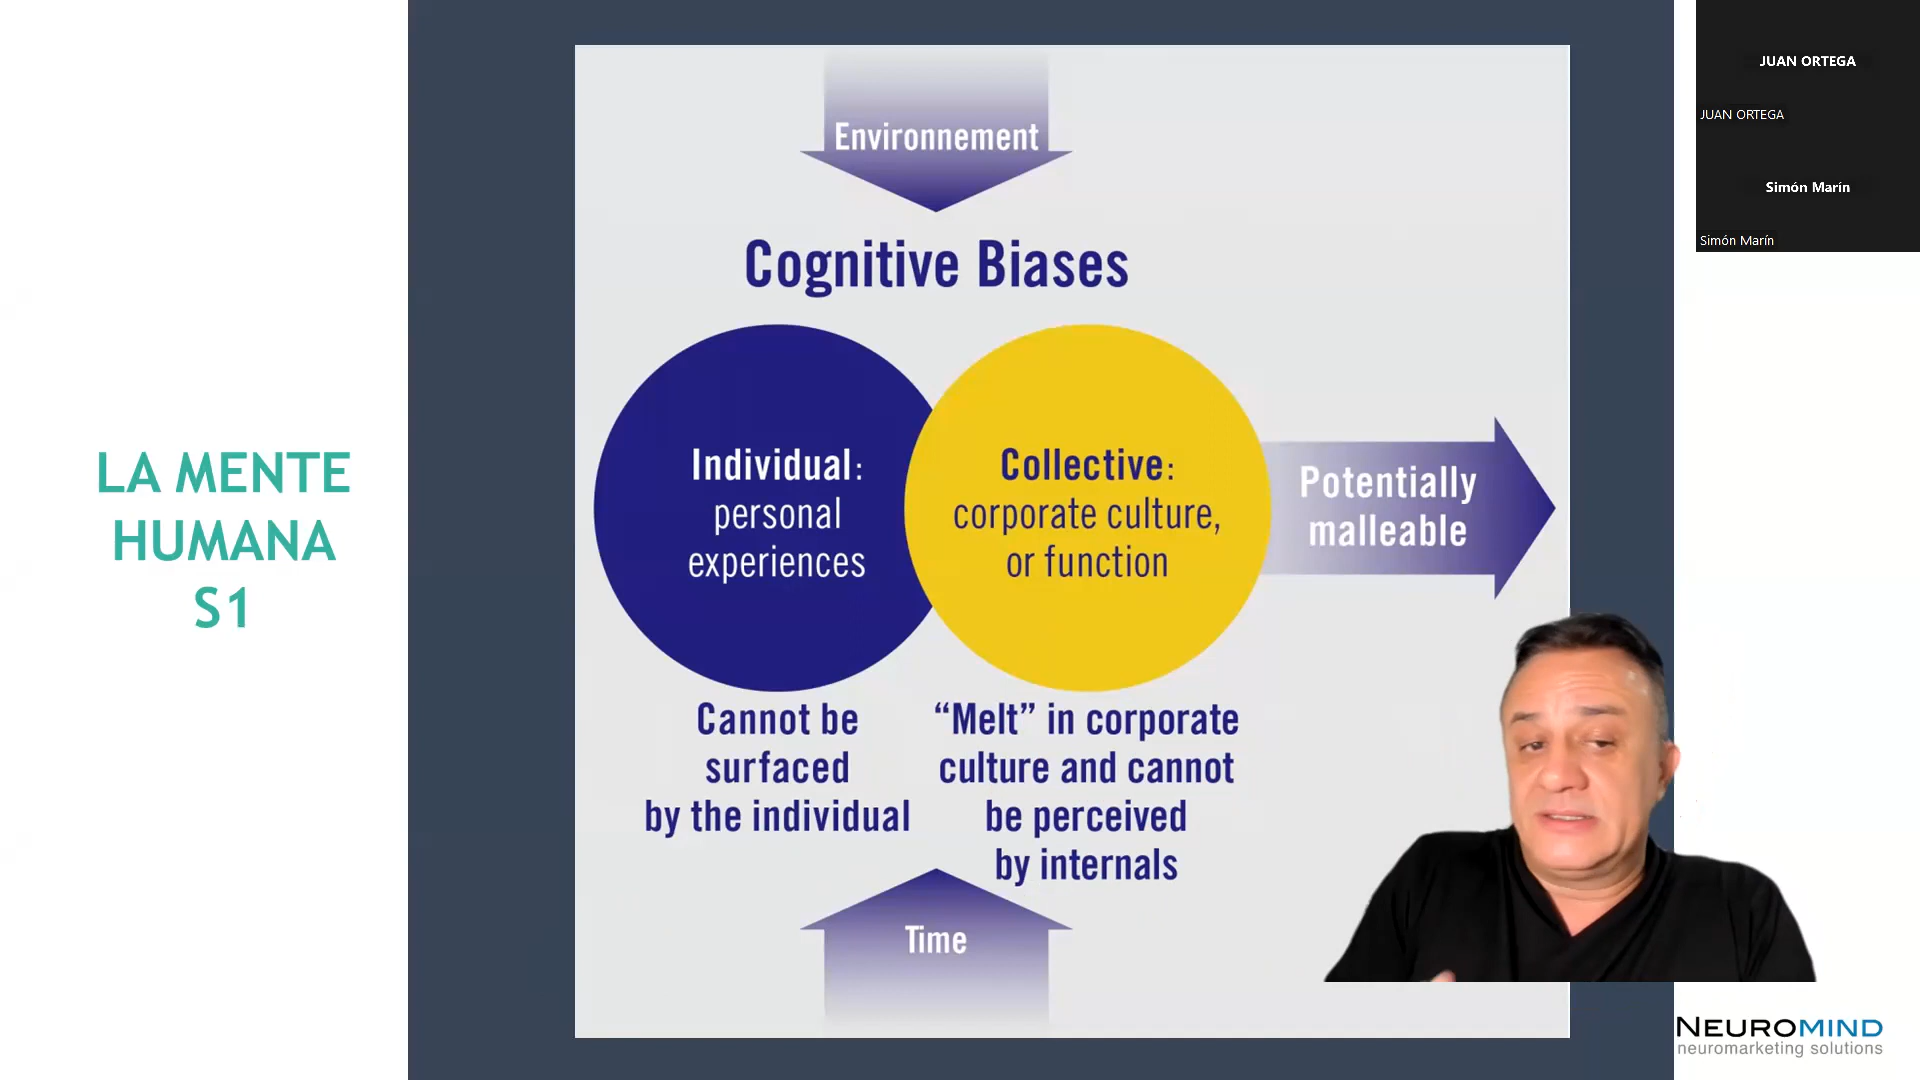 LA MENTE
HUMANA
S1
Environnement
Cognitive Biases
Individual:
personal
experiences
Collective:
corporate culture,
or function
Potentially
malleable
Cannot be
surfaced
by the individual
“Melt” in corporate
culture and cannot
be perceived
by internals
Time
JUAN ORTEGA
JUAN ORTEGA
Simón Marín
Simón Marín
NEUROMIND
neuromarketing solutions